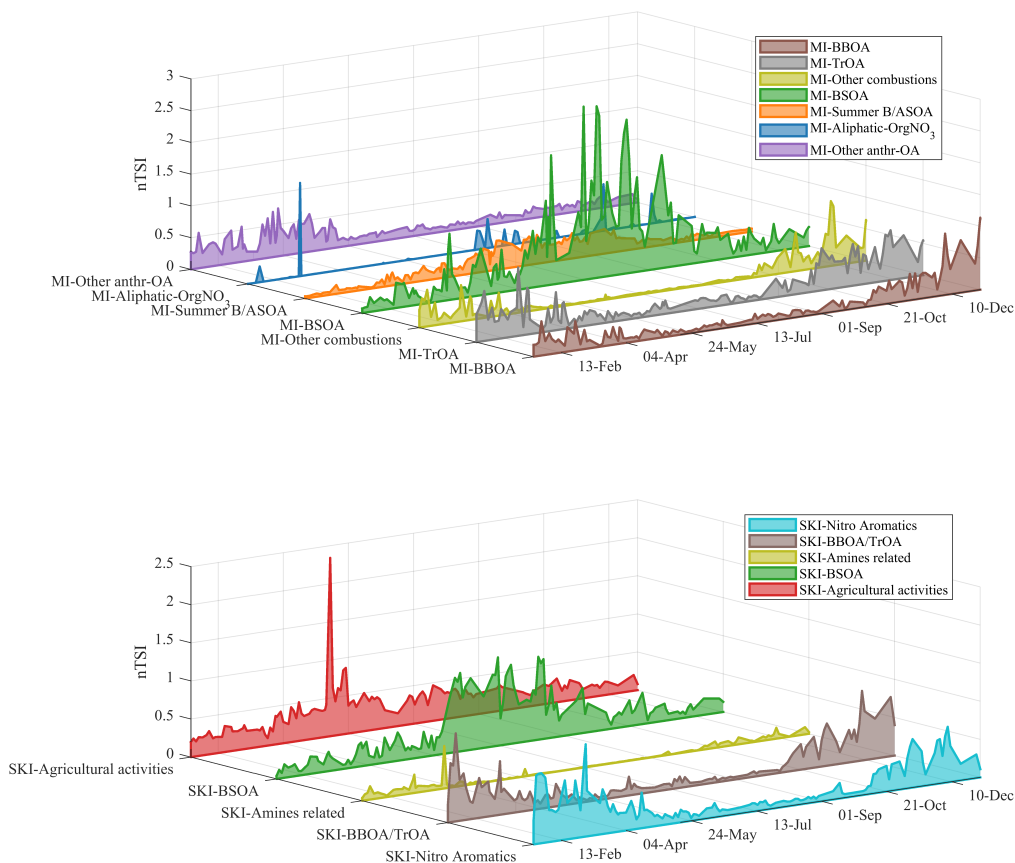 MI-BBOA
MI-TrOA
MI-Other combustions
MI-BSOA
MI-Summer B/ASOA
MI-Aliphatic-OrgNO3
MI-Other anthr-OA
3
2.5
2
1.5
1
0.5
0
nTSI
MI-Other anthr-OA
MI-Aliphatic-OrgNO3
MI-Summer B/ASOA
MI-BSOA
MI-Other combustions
MI-TrOA
MI-BBOA
13-Feb
04-Apr
24-May
13-Jul
01-Sep
21-Oct
10-Dec
SKI-Nitro Aromatics
SKI-BBOA/TrOA
SKI-Amines related
SKI-BSOA
SKI-Agricultural activities
2.5
2
1.5
1
0.5
0
nTSI
SKI-Agricultural activities
SKI-BSOA
SKI-Amines related
SKI-BBOA/TrOA
SKI-Nitro Aromatics
13-Feb
04-Apr
24-May
13-Jul
01-Sep
21-Oct
10-Dec